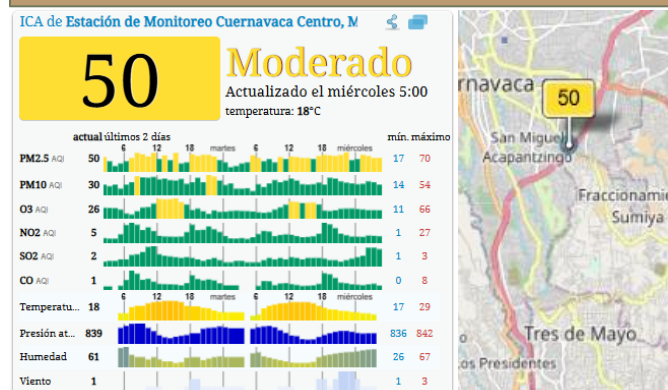 ICA de Estación de Monitoreo Cuernavaca Centro, M
50
Moderado
Actualizado el miércoles 5:00
temperatura: 18°C
actual últimos 2 días mín. máximo
6 12 18 martes 6 12 18 miércoles
PM2.5 AQI 50 17 70
PM10 AQI 30 14 54
O3 AQI 26 11 66
NO2 AQI 5 1 27
SO2 AQI 2 1 3
CO AQI 1 0 8
6 12 18 martes 6 12 18 miércoles
Temperatu... 18 17 29
Presión at... 839 836 842
Humedad 61 26 67
Viento 1 1 3
rnavaca
50
San Miguel
Acapantzingo
Fraccionamie
Sumiya
Tres de Mayo
os Presidentes